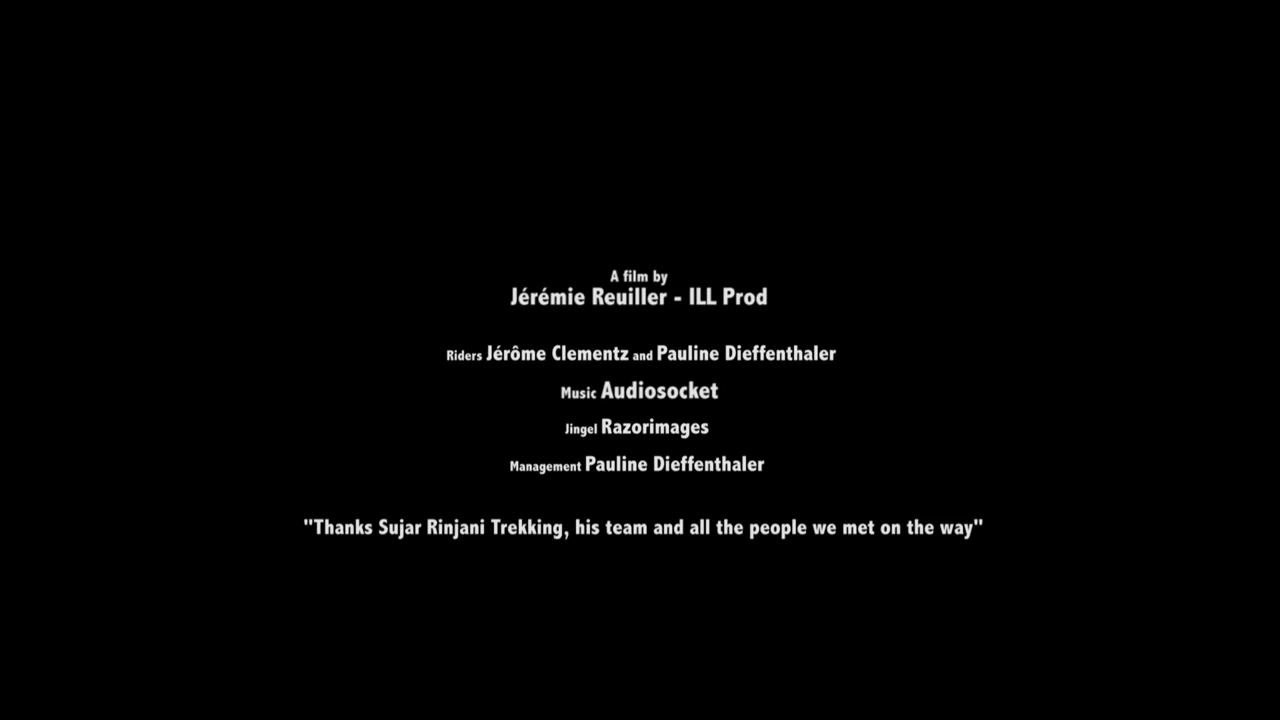 A film by
Jérémie Reuiller - ILL Prod
Riders Jérôme Clementz and Pauline Dieffenthaler
Music Audiosocket
Jingel Razorimages
Management Pauline Dieffenthaler
"Thanks Sujar Rinjani Trekking, his team and all the people we met on the way"